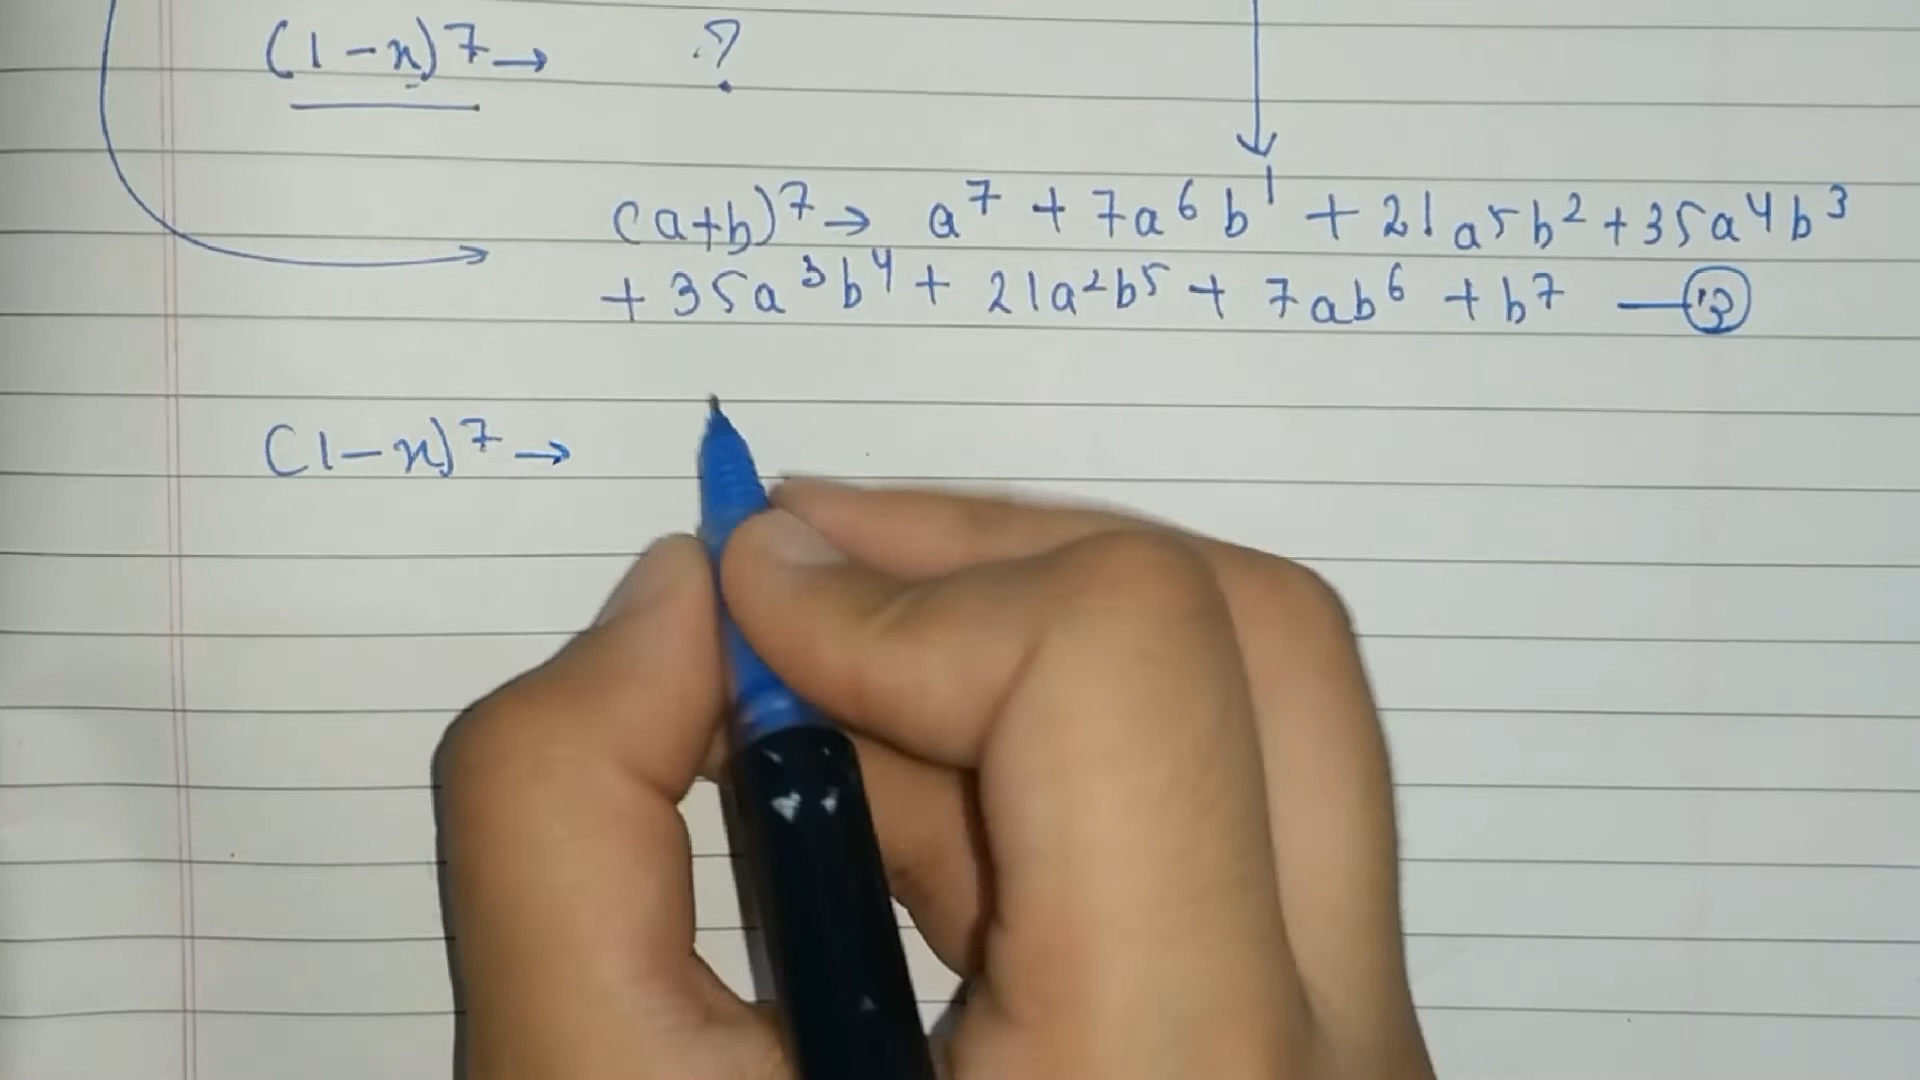 (1-x)7→ ?
(a+b)⁷→ a⁷ + 7a⁶b¹ + 21a⁵b² + 35a⁴b³
+ 35a³b⁴ + 21a²b⁵ + 7ab⁶ + b⁷ —
(1-x)⁷→